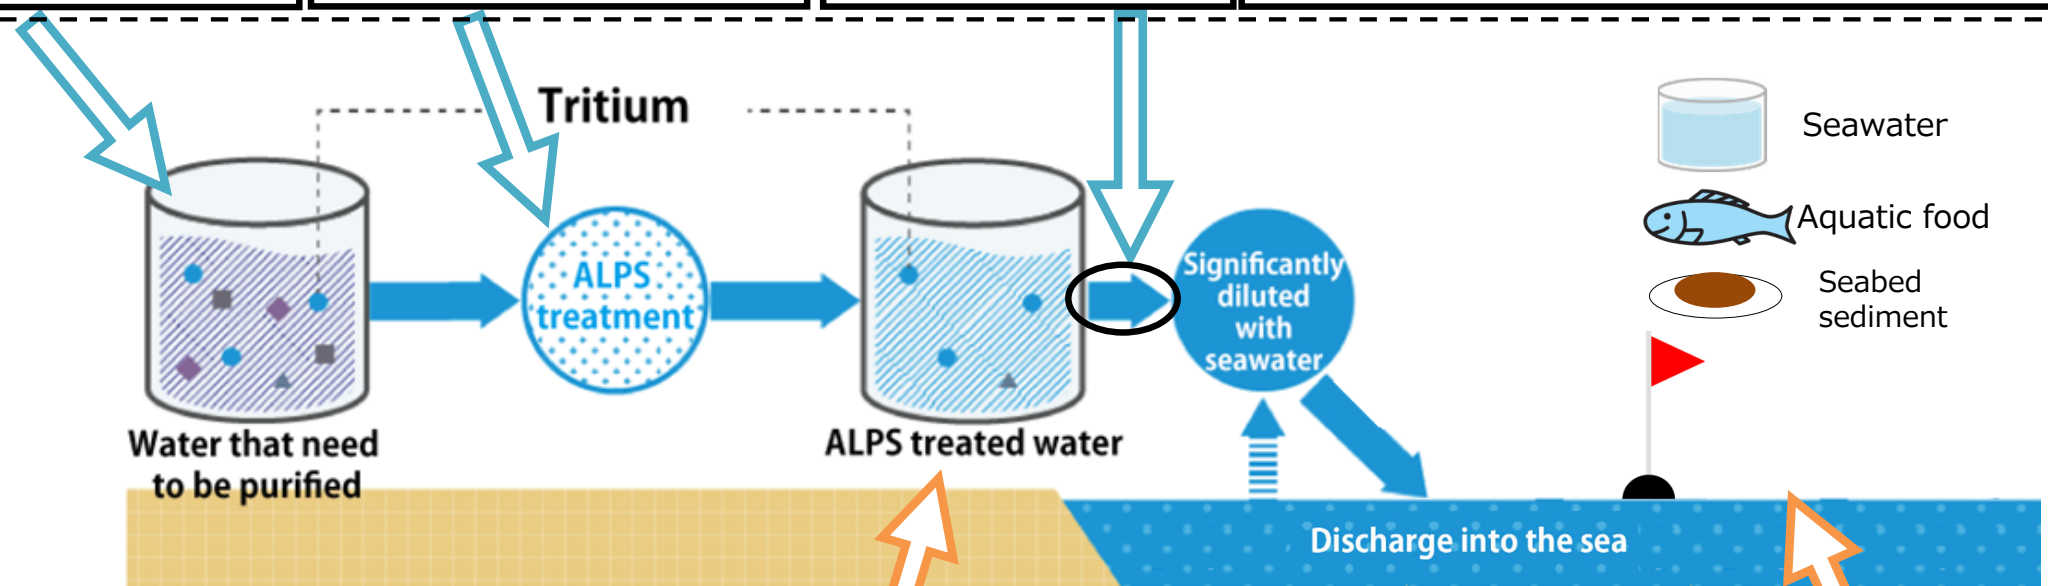 Tritium
Seawater
Aquatic food
Seabed
sediment
ALPS
treatment
Significantly
diluted
with
seawater
Water that need
to be purified
ALPS treated water
Discharge into the sea